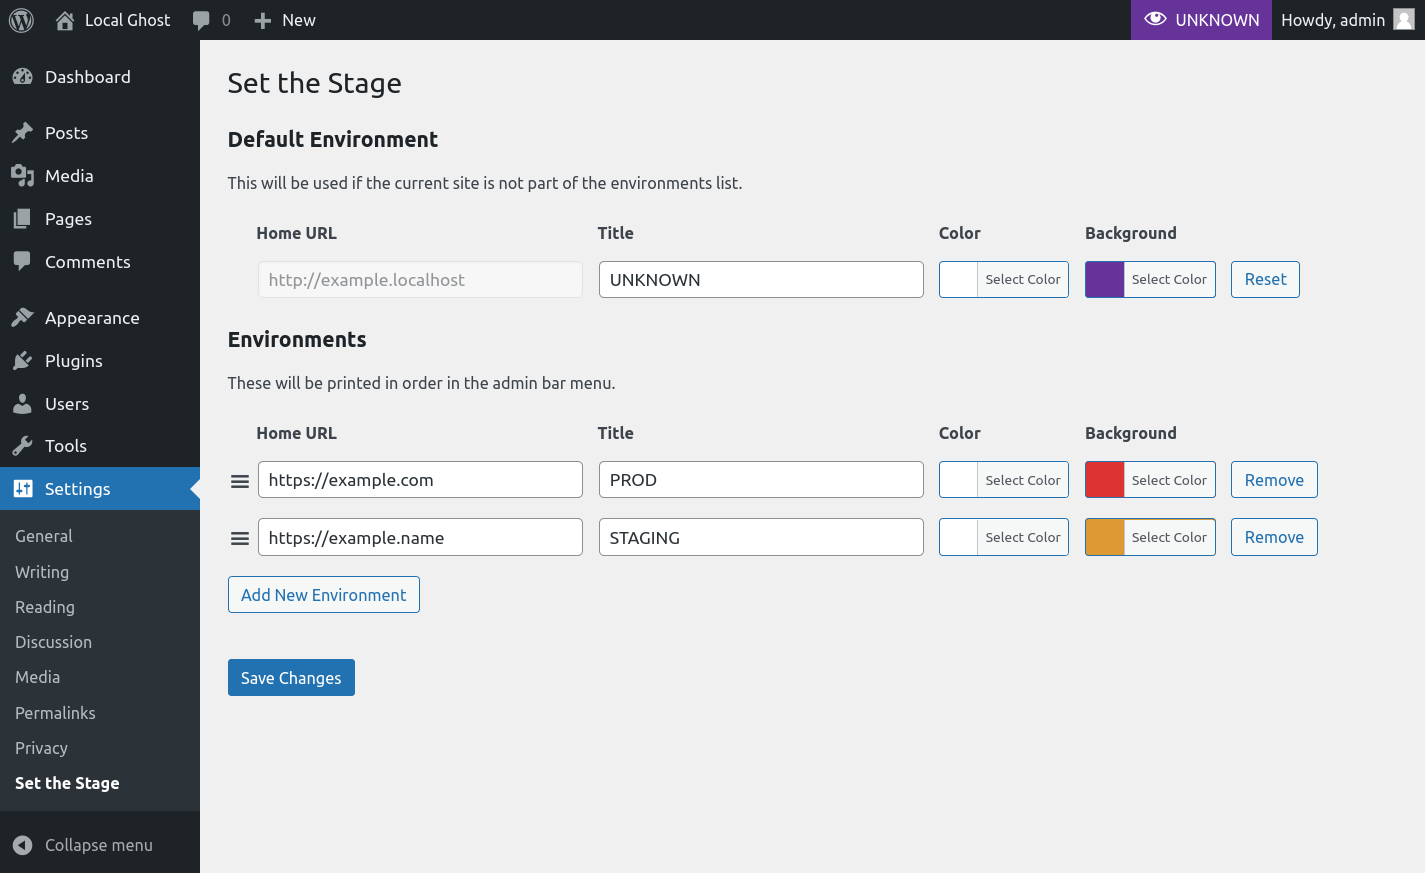 Local Ghost 0 New UNKNOWN Howdy, admin
Dashboard
Posts
Media
Pages
Comments
Appearance
Plugins
Users
Tools
Settings
General
Writing
Reading
Discussion
Media
Permalinks
Privacy
Set the Stage
Collapse menu
Set the Stage
Default Environment
This will be used if the current site is not part of the environments list.
Home URL Title Color Background
http://example.localhost UNKNOWN Select Color Select Color Reset
Environments
These will be printed in order in the admin bar menu.
Home URL Title Color Background
https://example.com PROD Select Color Select Color Remove
https://example.name STAGING Select Color Select Color Remove
Add New Environment
Save Changes